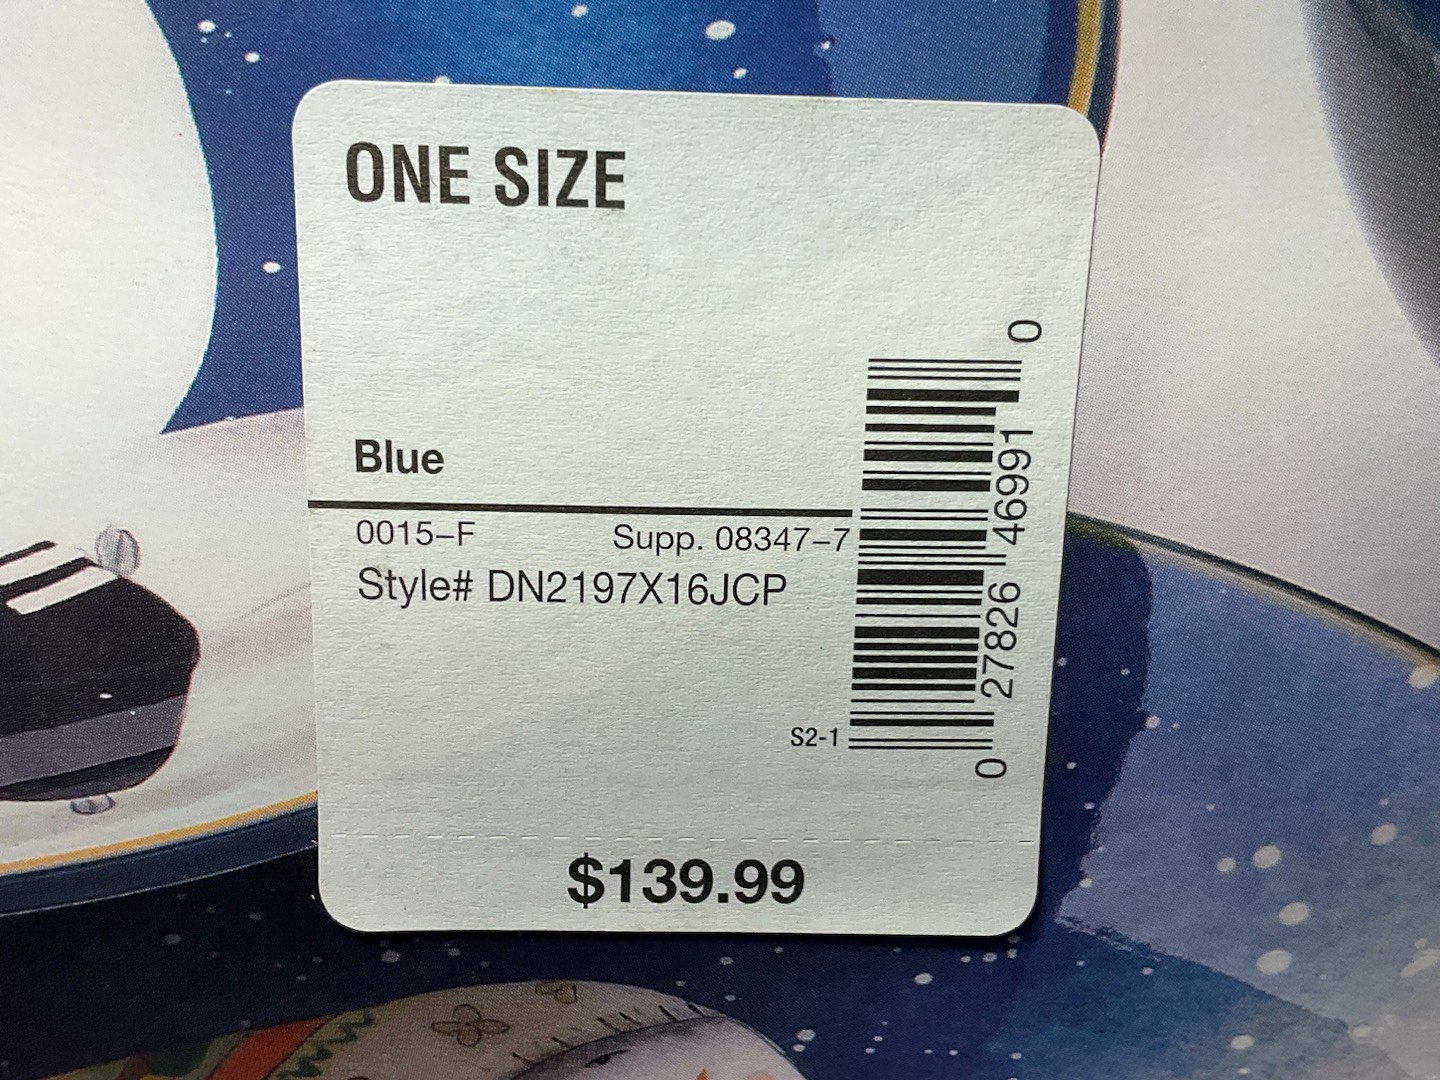 ONE SIZE
Blue
0015-F Supp. 08347-7
Style# DN2197X16JCP
S2-1
0 27826 46991 0
$139.99